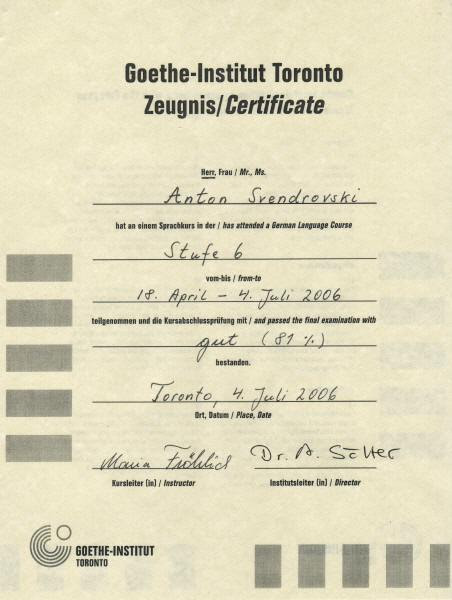 Goethe-Institut Toronto
Zeugnis/Certificate
Herr, Frau / Mr., Ms.
Anton Svendrovski
hat an einem Sprachkurs in der / has attended a German Language Course
Stufe 6
vom-bis / from-to
18. April – 4. Juli 2006
teilgenommen und die Kursabschlussprüfung mit / and passed the final examination with
gut (81 %)
bestanden.
Toronto, 4. Juli 2006
Ort, Datum / Place, Date
Maria Fröhlich Dr. A.
Kursleiter (in) / Instructor Institutsleiter (in) / Director
GOETHE-INSTITUT
TORONTO